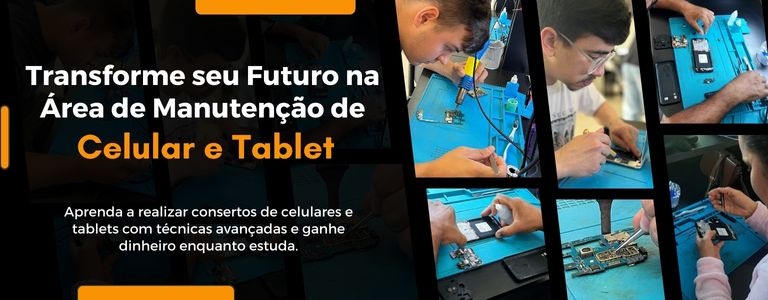 Transforme seu Futuro na
Área de Manutenção de
Celular e Tablet
Aprenda a realizar consertos de celulares e
tablets com técnicas avançadas e ganhe
dinheiro enquanto estuda.